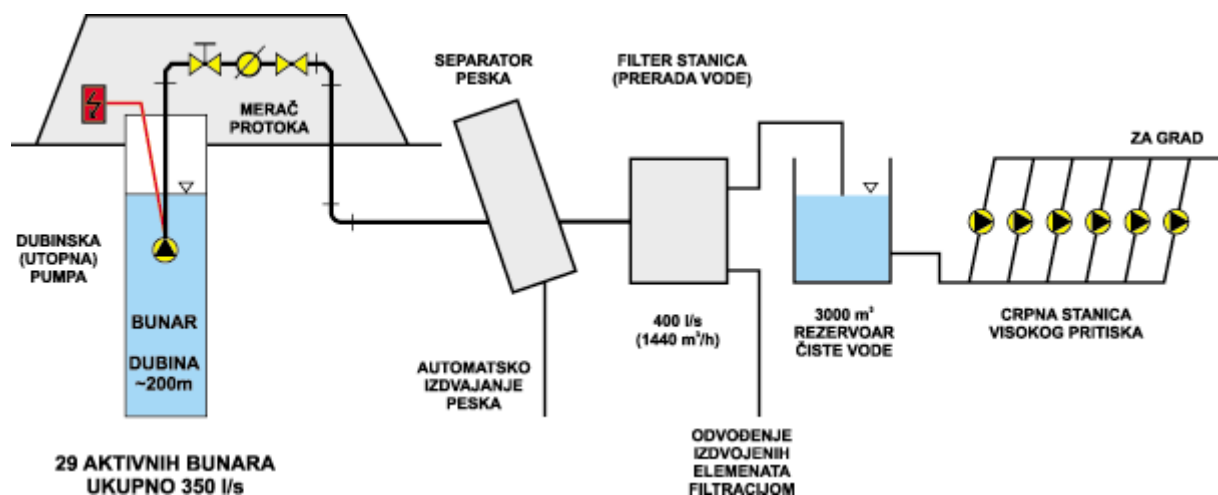 SEPARATOR
PESKA
FILTER STANICA
(PRERADA VODE)
MERAČ
PROTOKA
ZA GRAD
DUBINSKA
(UTOPNA)
PUMPA
BUNAR
DUBINA
~200m
400 l/s
(1440 m³/h)
3000 m³
REZERVOAR
ČISTE VODE
CRPNA STANICA
VISOKOG PRITISKA
AUTOMATSKO
IZDVAJANJE
PESKA
ODVOĐENJE
IZDVOJENIH
ELEMENATA
FILTRACIJOM
29 AKTIVNIH BUNARA
UKUPNO 350 l/s